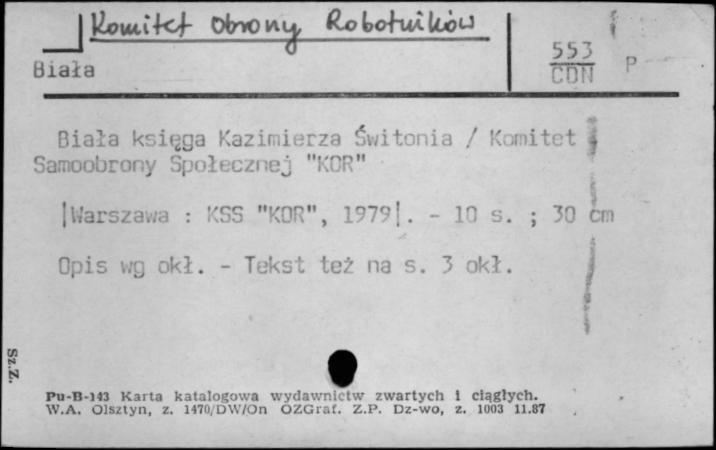 Komitet Obrony Robotników
553
CDN P
Biała
Biała księga Kazimierza Świtonia / Komitet
Samoobrony Społecznej "KOR"
|Warszawa : KSS "KOR", 1979|. - 10 s. ; 30 cm
Opis wg okł. - Tekst też na s. 3 okł.
Sz.Z.
Pu-B-143 Karta katalogowa wydawnictw zwartych i ciągłych.
W.A. Olsztyn, z. 1470/DW/On OZGraf. Z.P. Dz-wo, z. 1003 11.87